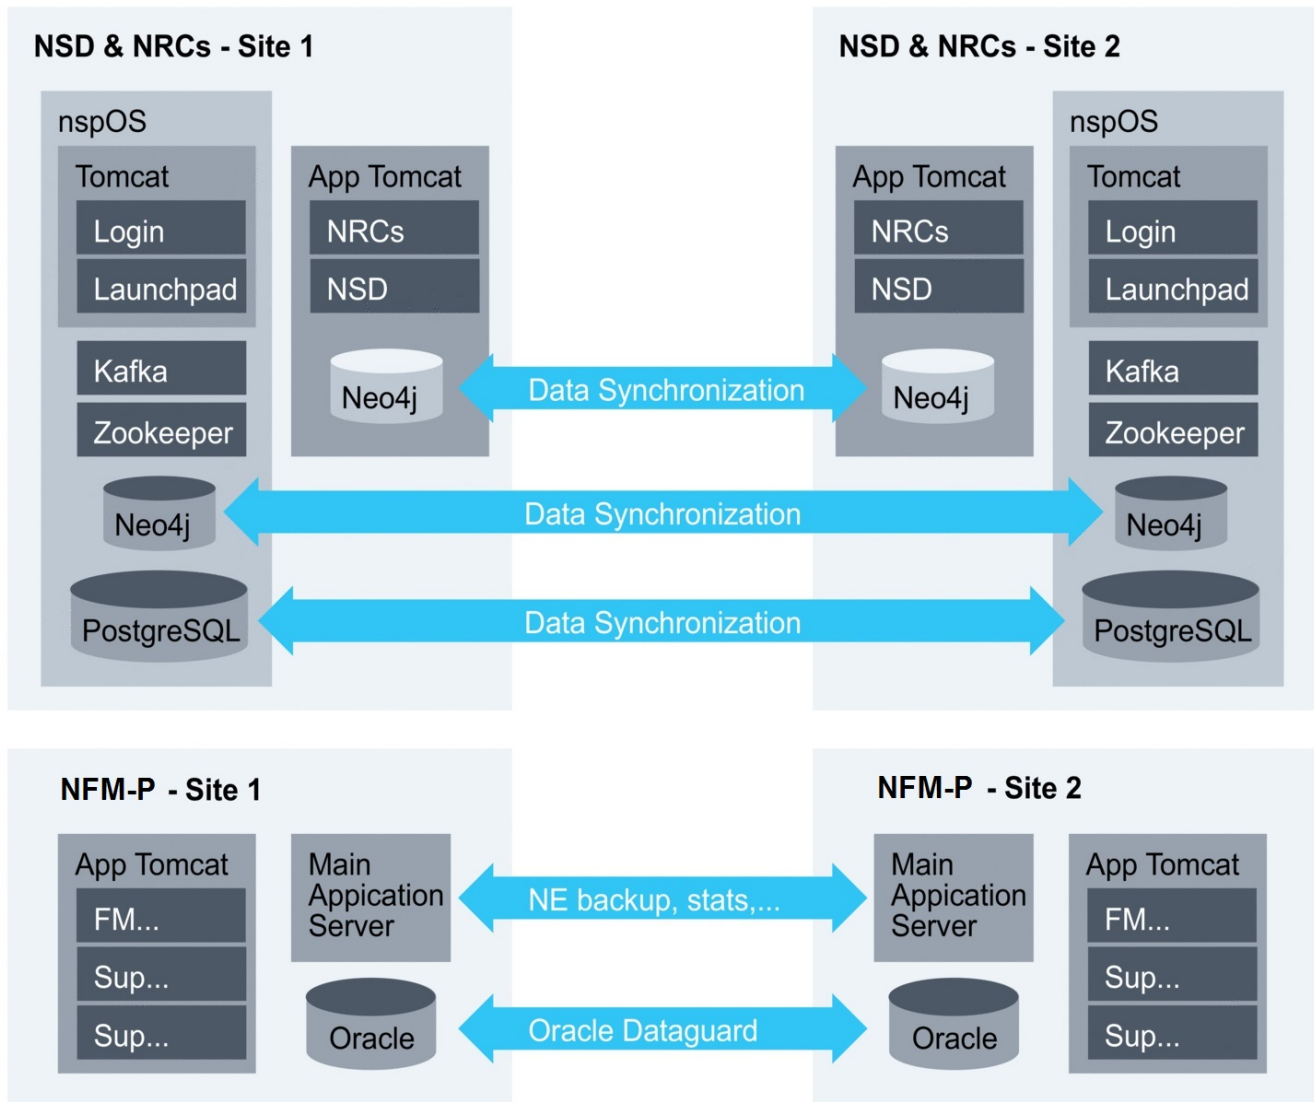 NSD & NRCs - Site 1
nspOS
Tomcat
Login
Launchpad
Kafka
Zookeeper
Neo4j
PostgreSQL
App Tomcat
NRCs
NSD
Neo4j
Data Synchronization
Data Synchronization
Data Synchronization
NSD & NRCs - Site 2
App Tomcat
NRCs
NSD
Neo4j
nspOS
Tomcat
Login
Launchpad
Kafka
Zookeeper
Neo4j
PostgreSQL
NFM-P - Site 1
App Tomcat
FM...
Sup...
Sup...
Main
Appication
Server
Oracle
NE backup, stats,...
Oracle Dataguard
NFM-P - Site 2
Main
Appication
Server
Oracle
App Tomcat
FM...
Sup...
Sup...